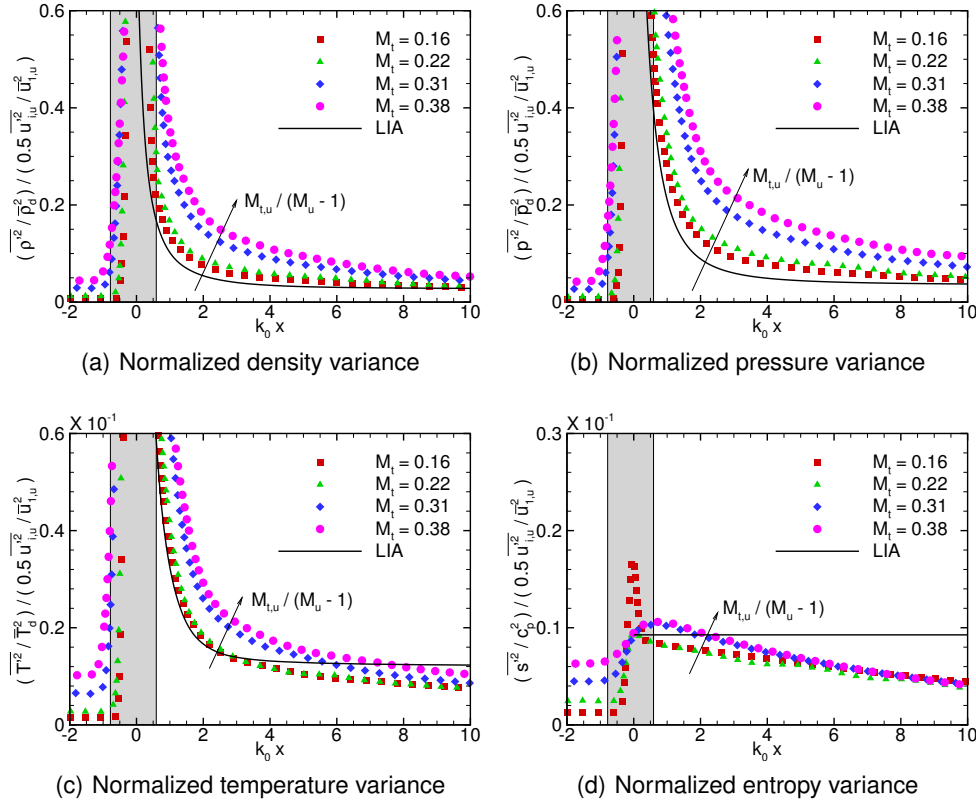 ( ρ'² / ρ̄²d ) / ( 0.5 u'²i,u / ū²1,u )
0.6
0.4
0.2
0
-2 0 2 4 6 8 10
k₀ x
Mt = 0.16
Mt = 0.22
Mt = 0.31
Mt = 0.38
LIA
Mt,u / (Mu - 1)
(a) Normalized density variance
( p'² / p̄²d ) / ( 0.5 u'²i,u / ū²1,u )
0.6
0.4
0.2
0
-2 0 2 4 6 8 10
k₀ x
Mt = 0.16
Mt = 0.22
Mt = 0.31
Mt = 0.38
LIA
Mt,u / (Mu - 1)
(b) Normalized pressure variance
X 10⁻¹
( T'² / T̄²d ) / ( 0.5 u'²i,u / ū²1,u )
0.6
0.4
0.2
0
-2 0 2 4 6 8 10
k₀ x
Mt = 0.16
Mt = 0.22
Mt = 0.31
Mt = 0.38
LIA
Mt,u / (Mu - 1)
(c) Normalized temperature variance
X 10⁻¹
( s'² / c²p ) / ( 0.5 u'²i,u / ū²1,u )
0.3
0.2
0.1
0
-2 0 2 4 6 8 10
k₀ x
Mt = 0.16
Mt = 0.22
Mt = 0.31
Mt = 0.38
LIA
Mt,u / (Mu - 1)
(d) Normalized entropy variance